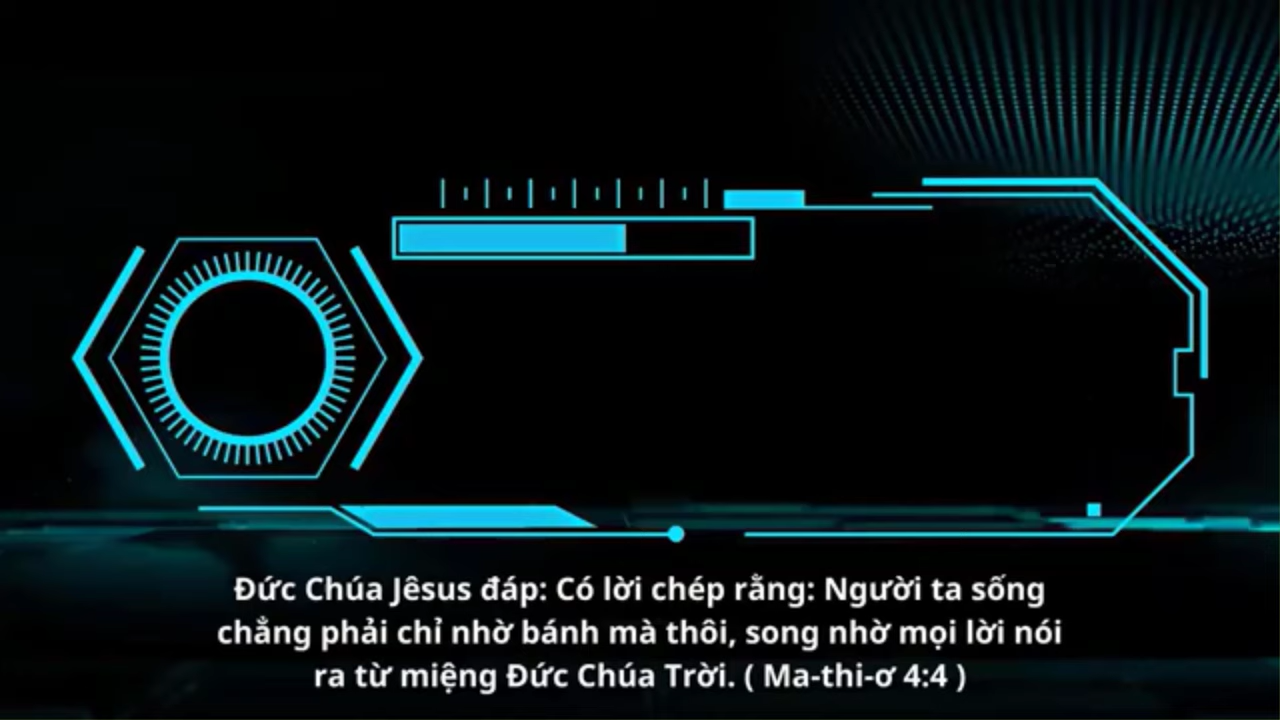 Đức Chúa Jêsus đáp: Có lời chép rằng: Người ta sống
chẳng phải chỉ nhờ bánh mà thôi, song nhờ mọi lời nói
ra từ miệng Đức Chúa Trời. ( Ma-thi-ơ 4:4 )